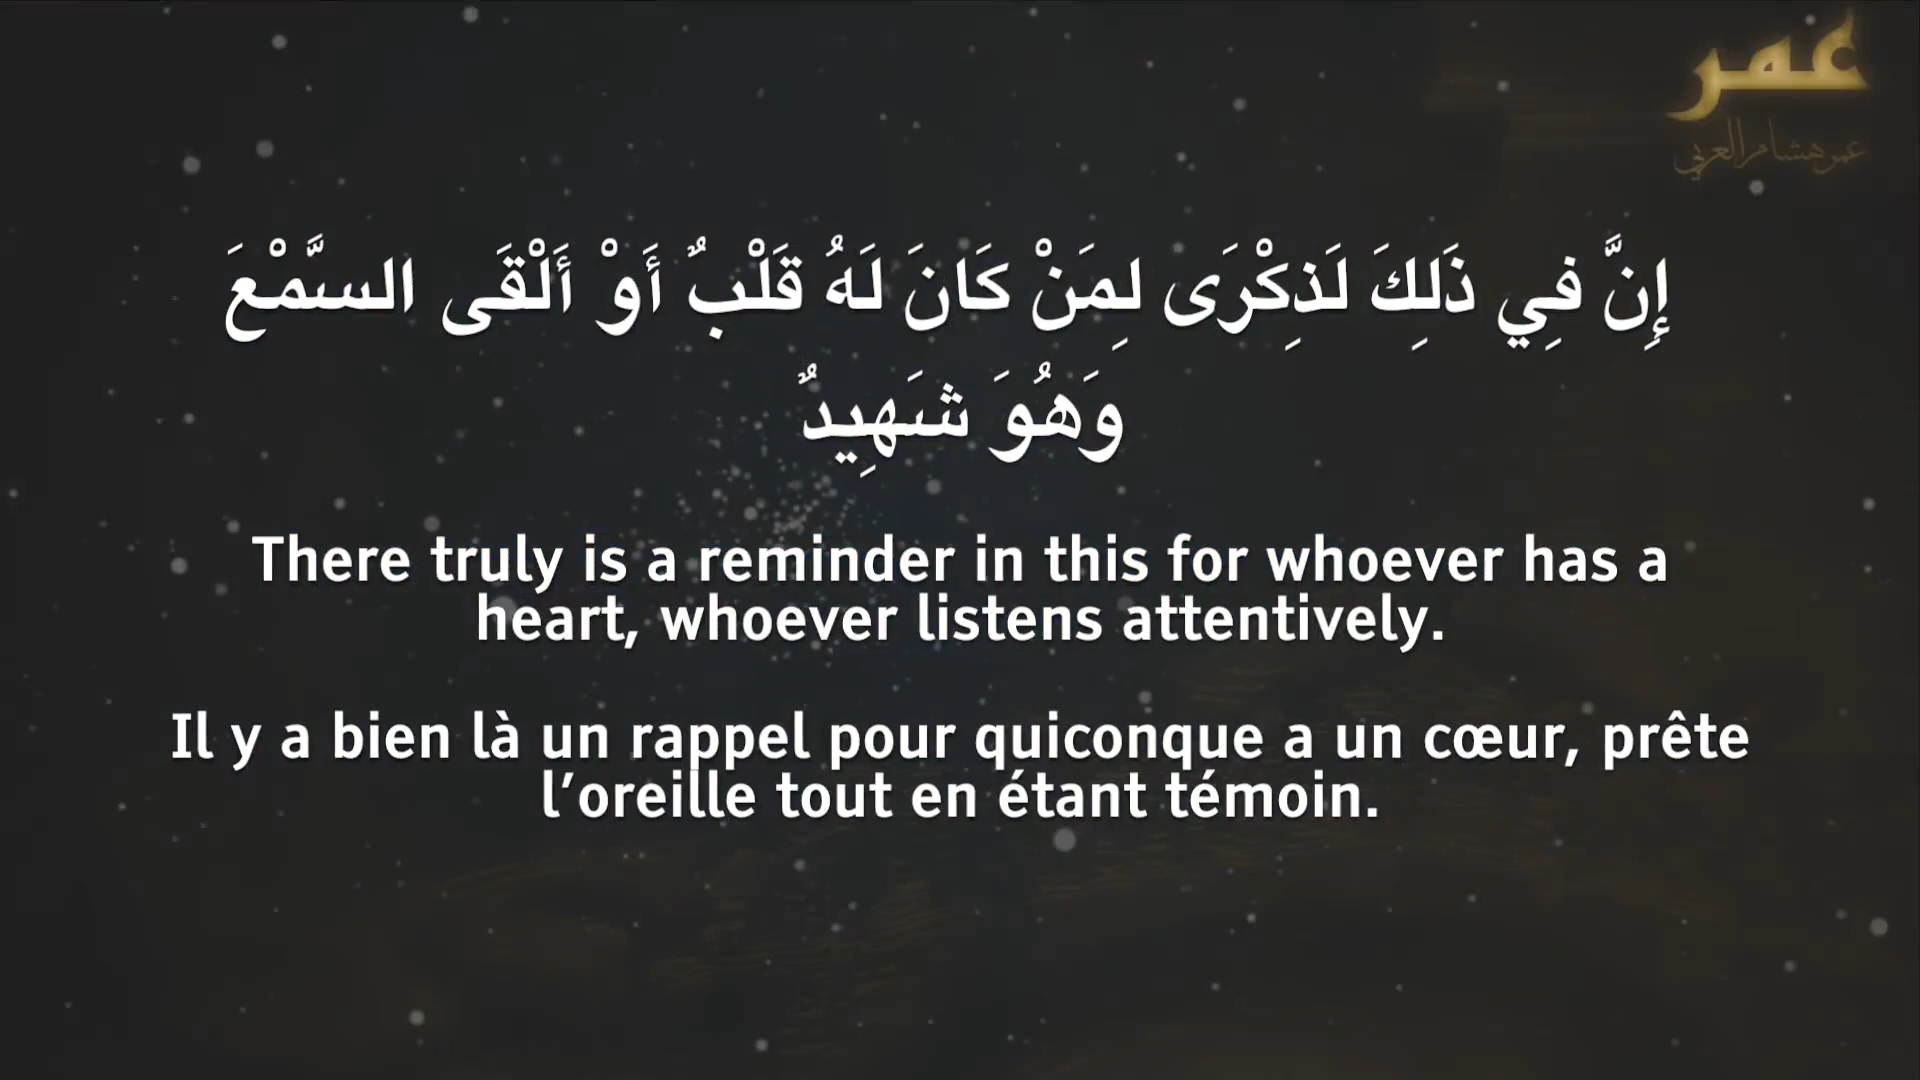 عمر
عمر هشام العربي
إِنَّ فِي ذَلِكَ لَذِكْرَى لِمَنْ كَانَ لَهُ قَلْبٌ أَوْ أَلْقَى السَّمْعَ
وَهُوَ شَهِيدٌ
There truly is a reminder in this for whoever has a
heart, whoever listens attentively.
Il y a bien là un rappel pour quiconque a un cœur, prête
l’oreille tout en étant témoin.